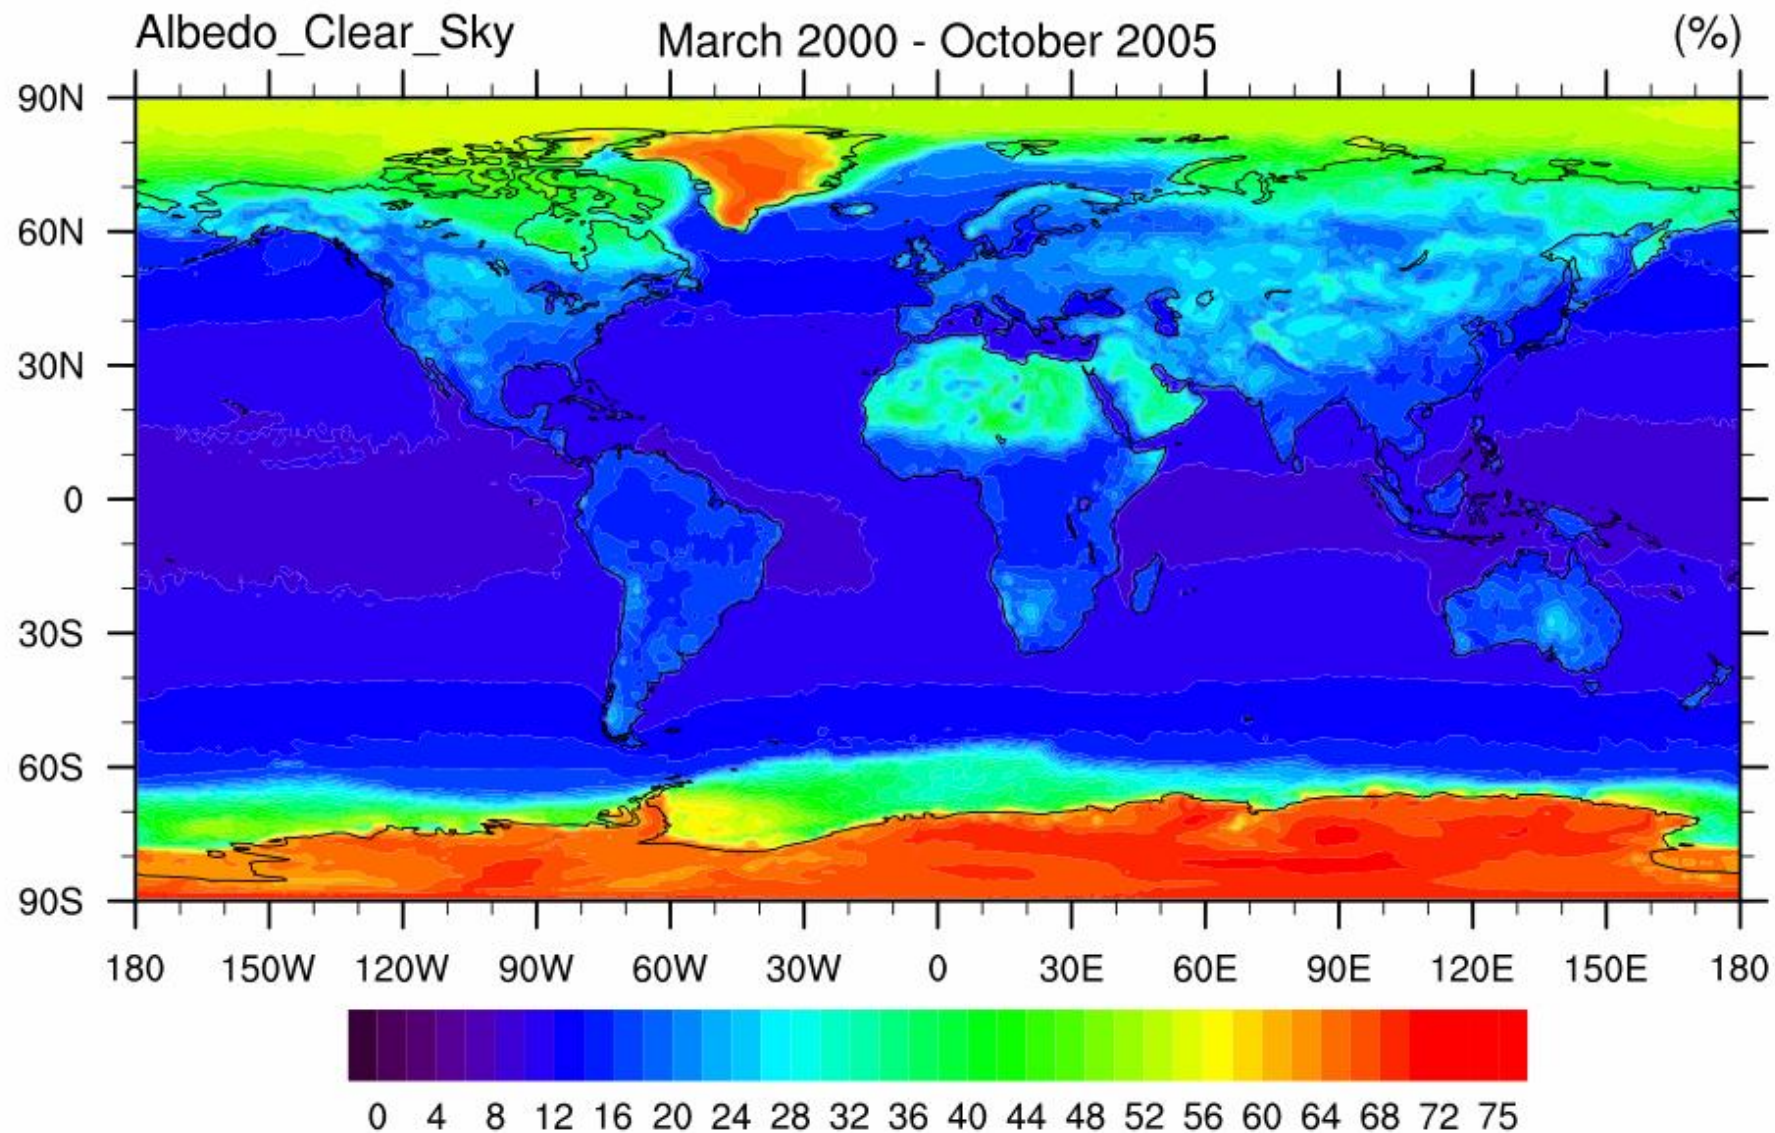 Albedo_Clear_Sky March 2000 - October 2005 (%)
90N
60N
30N
0
30S
60S
90S
180 150W 120W 90W 60W 30W 0 30E 60E 90E 120E 150E 180
0 4 8 12 16 20 24 28 32 36 40 44 48 52 56 60 64 68 72 75